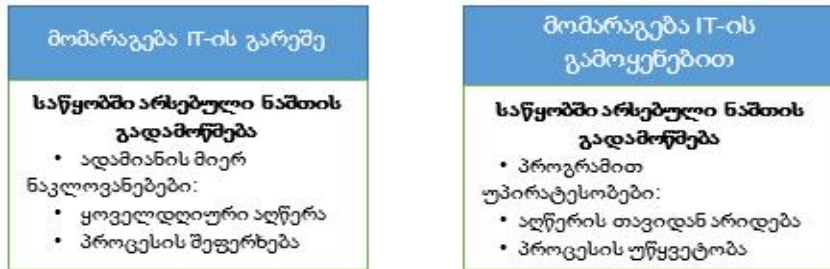 მომარაგება IT-ის გარეშე
საწყობში არსებული ნაშთის
გადამოწმება
• ადამიანის მიერ
ნაკლოვანებები:
• ყოველდღიური აღწერა
• პროცესის შეფერხება
მომარაგება IT-ის
გამოყენებით
საწყობში არსებული ნაშთის
გადამოწმება
• პროგრამით
უპირატესობები:
• აღწერის თავიდან არიდება
• პროცესის უწყვეტობა